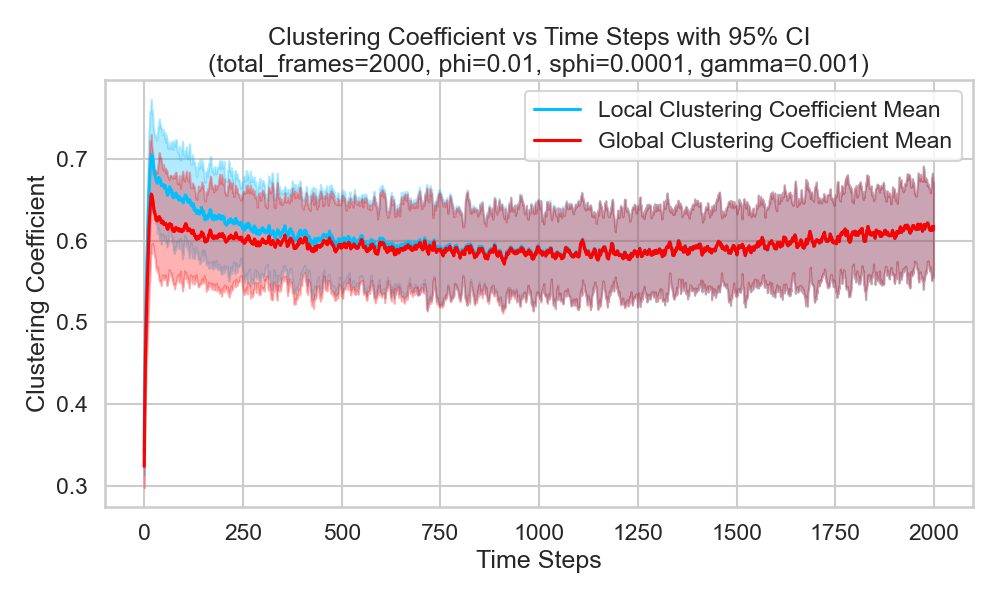 Clustering Coefficient vs Time Steps with 95% CI
(total_frames=2000, phi=0.01, sphi=0.0001, gamma=0.001)
Local Clustering Coefficient Mean
Global Clustering Coefficient Mean
Clustering Coefficient
0.7
0.6
0.5
0.4
0.3
0 250 500 750 1000 1250 1500 1750 2000
Time Steps